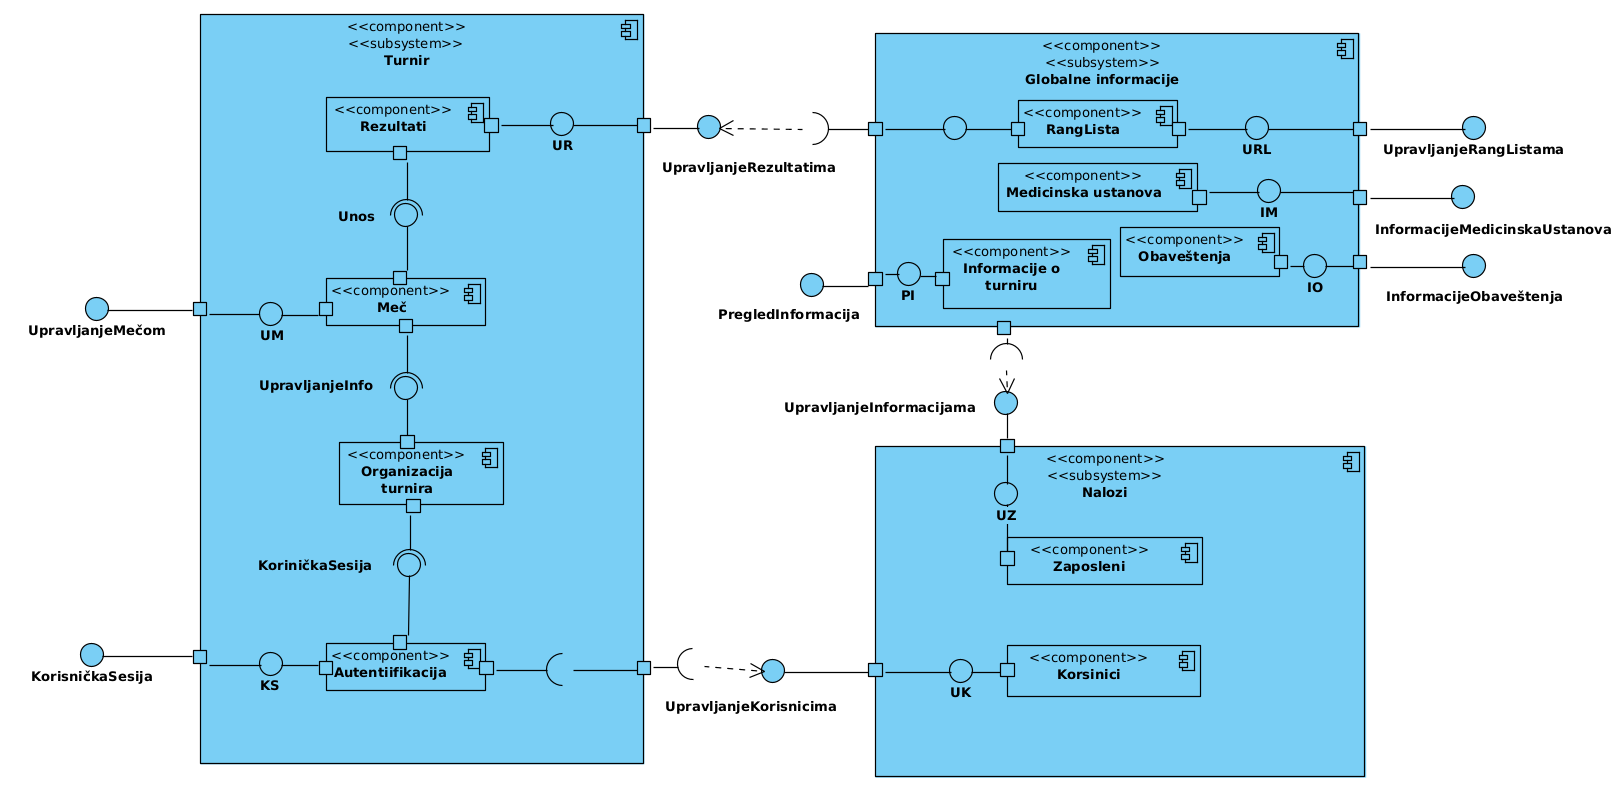 <<component>>
<<subsystem>>
Turnir
<<component>>
Rezultati
UR
Unos
<<component>>
Meč
UM
UpravljanjeMečom
UpravljanjeInfo
<<component>>
Organizacija
turnira
KoriničkaSesija
<<component>>
Autentiifikacija
KS
KorisničkaSesija
UpravljanjeRezultatima
<<component>>
<<subsystem>>
Globalne informacije
<<component>>
RangLista
URL
UpravljanjeRangListama
<<component>>
Medicinska ustanova
IM
InformacijeMedicinskaUstanova
<<component>>
Obaveštenja
IO
InformacijeObaveštenja
<<component>>
Informacije o
turniru
PI
PregledInformacija
UpravljanjeInformacijama
<<component>>
<<subsystem>>
Nalozi
UZ
<<component>>
Zaposleni
<<component>>
Korsinici
UK
UpravljanjeKorisnicima